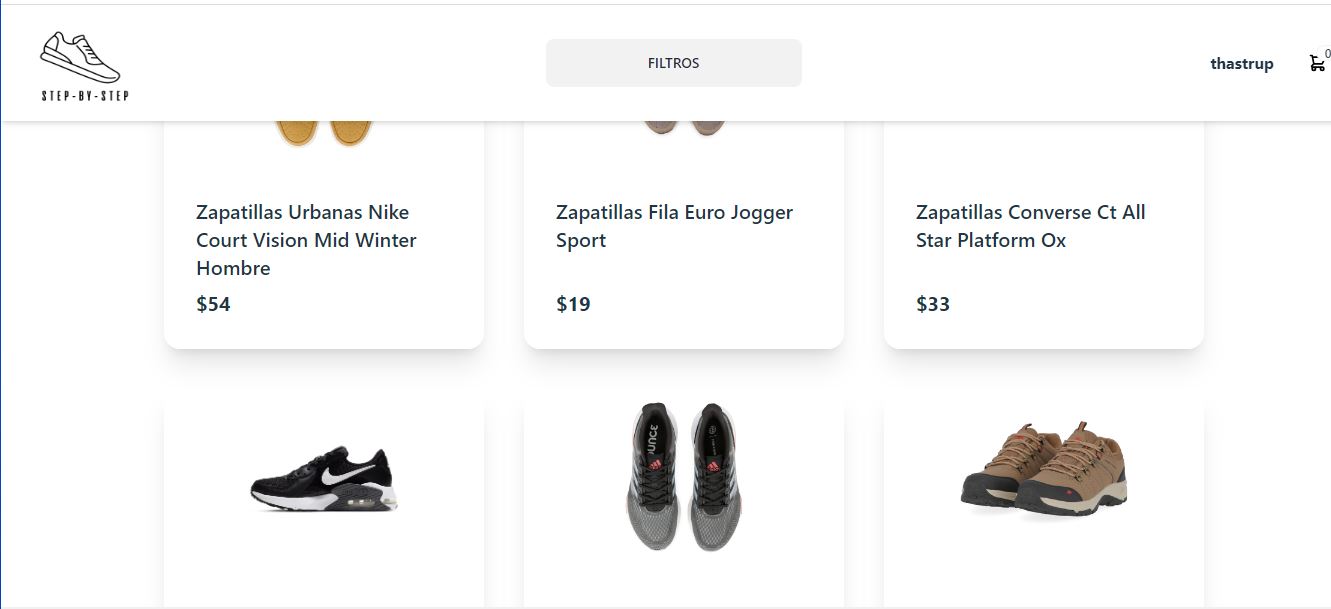 STEP-BY-STEP
FILTROS
thastrup
0
Zapatillas Urbanas Nike
Court Vision Mid Winter
Hombre
$54
Zapatillas Fila Euro Jogger
Sport
$19
Zapatillas Converse Ct All
Star Platform Ox
$33
OUNCE